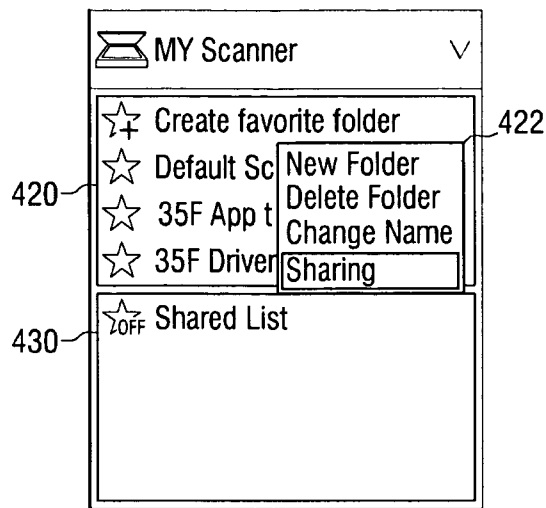 MY Scanner
Create favorite folder
422
Default Sc
New Folder
420
Delete Folder
35F App t
Change Name
35F Driver
Sharing
OFF Shared List
430